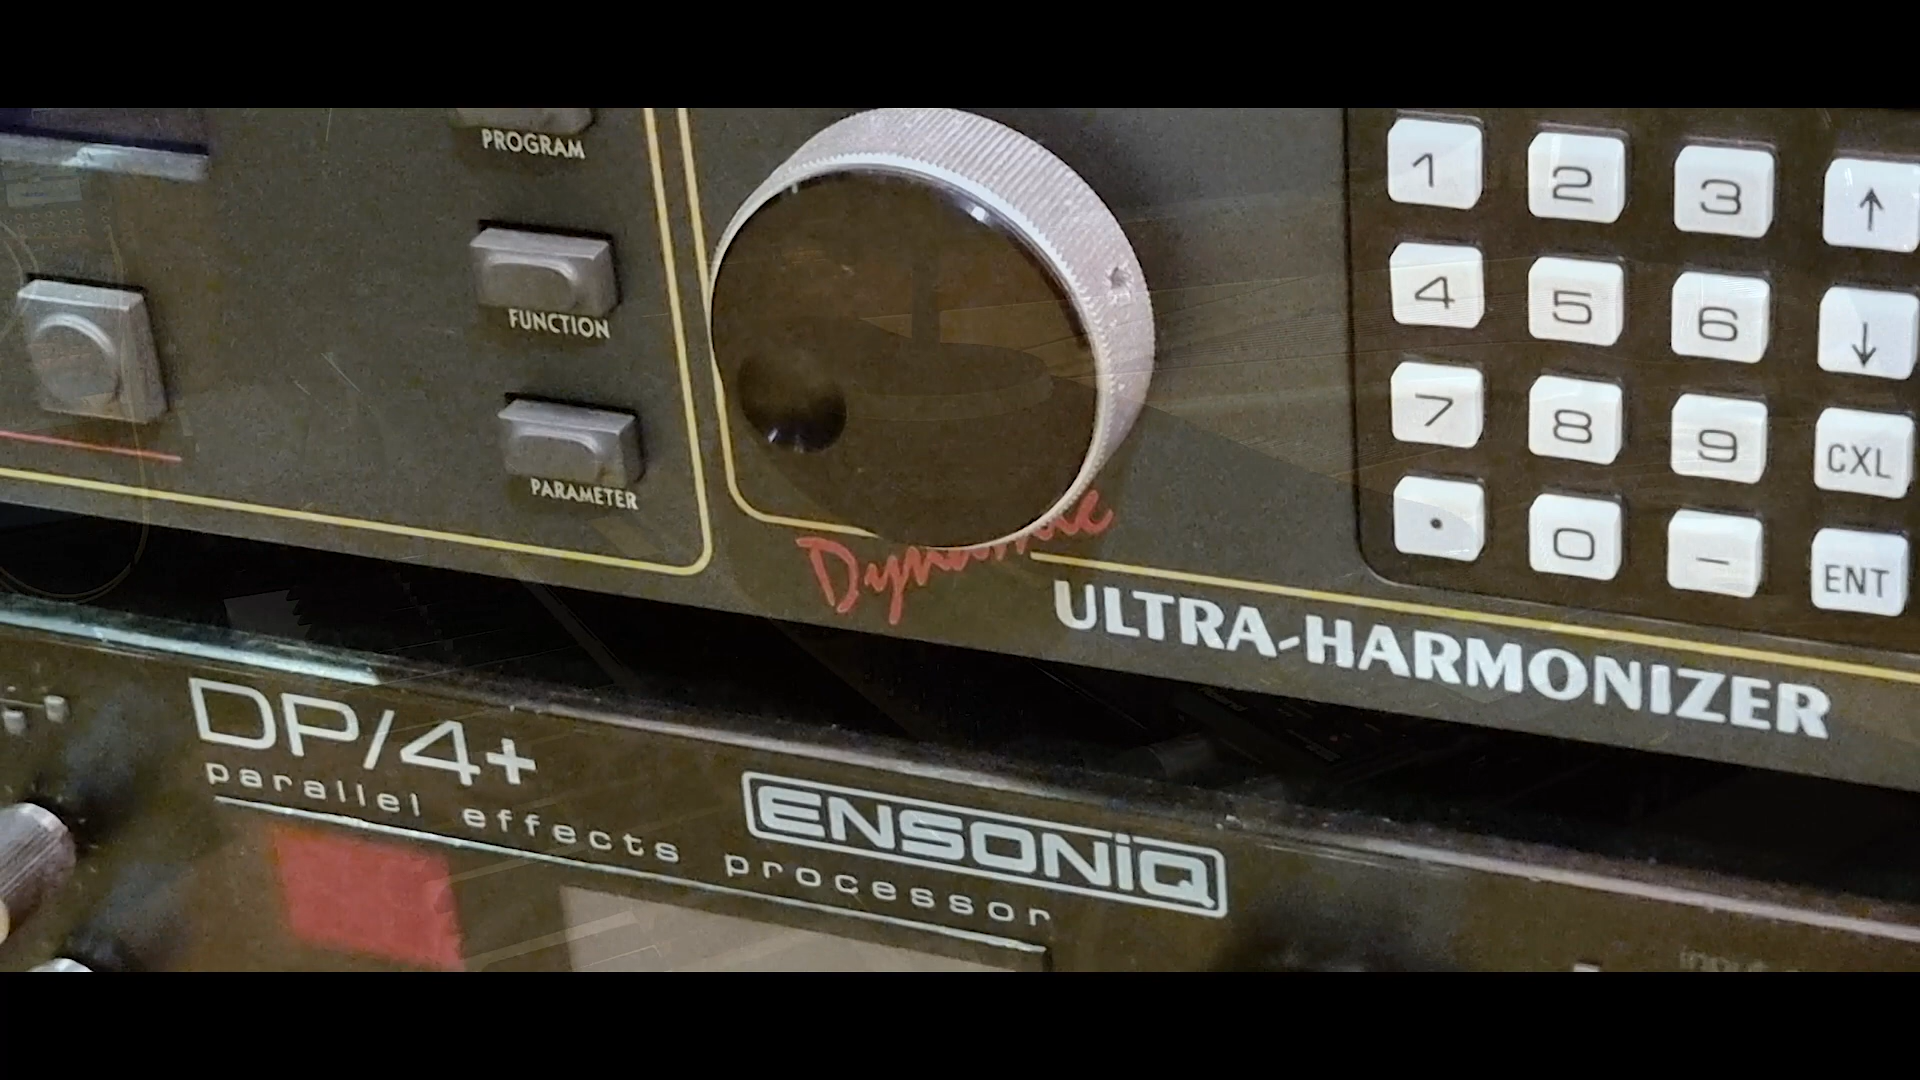 PROGRAM
FUNCTION
PARAMETER
1 2 3 ↑
4 5 6 ↓
7 8 9 CXL
. 0 – ENT
Dynamic
ULTRA-HARMONIZER
DP/4+
parallel effects processor
ENSONIQ